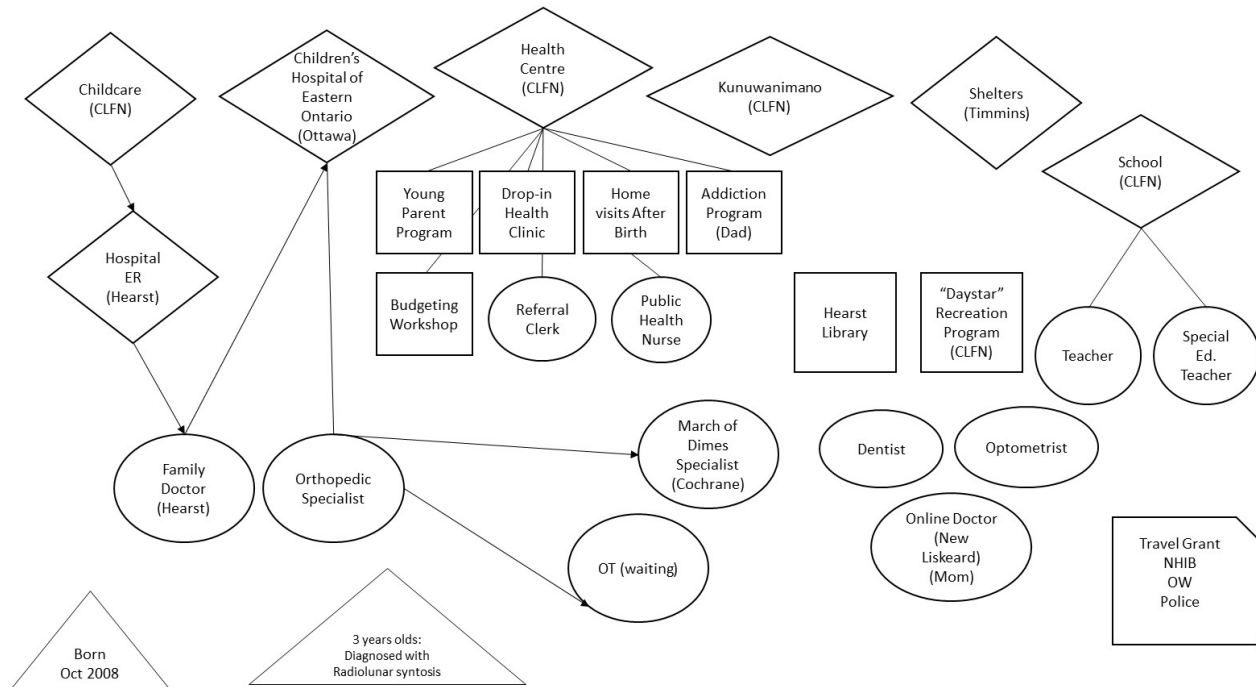 Childcare
(CLFN)
Children's
Hospital of
Eastern
Ontario
(Ottawa)
Health
Centre
(CLFN)
Kunuwanimano
(CLFN)
Shelters
(Timmins)
School
(CLFN)
Young
Parent
Program
Drop-in
Health
Clinic
Home
visits After
Birth
Addiction
Program
(Dad)
Hospital
ER
(Hearst)
Budgeting
Workshop
Referral
Clerk
Public
Health
Nurse
Hearst
Library
“Daystar”
Recreation
Program
(CLFN)
Teacher
Special
Ed.
Teacher
Family
Doctor
(Hearst)
Orthopedic
Specialist
March of
Dimes
Specialist
(Cochrane)
Dentist
Optometrist
OT (waiting)
Online Doctor
(New
Liskeard)
(Mom)
Travel Grant
NHIB
OW
Police
Born
Oct 2008
3 years olds:
Diagnosed with
Radiolunar syntosis